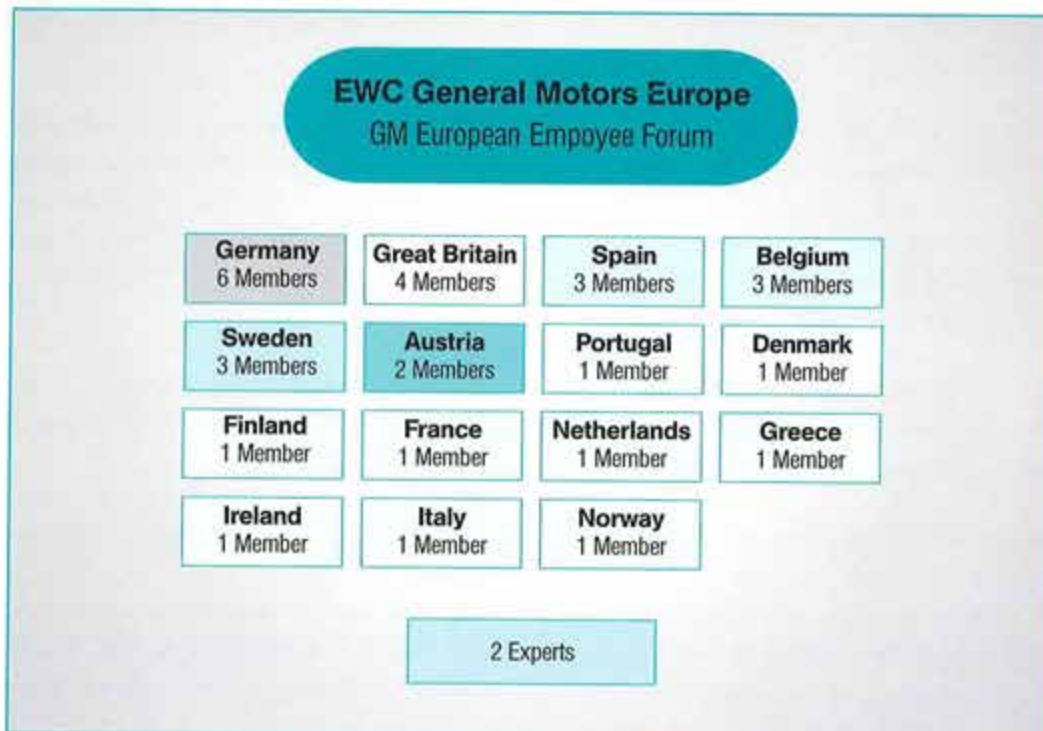 EWC General Motors Europe
GM European Empoyee Forum
Germany
6 Members
Great Britain
4 Members
Spain
3 Members
Belgium
3 Members
Sweden
3 Members
Austria
2 Members
Portugal
1 Member
Denmark
1 Member
Finland
1 Member
France
1 Member
Netherlands
1 Member
Greece
1 Member
Ireland
1 Member
Italy
1 Member
Norway
1 Member
2 Experts